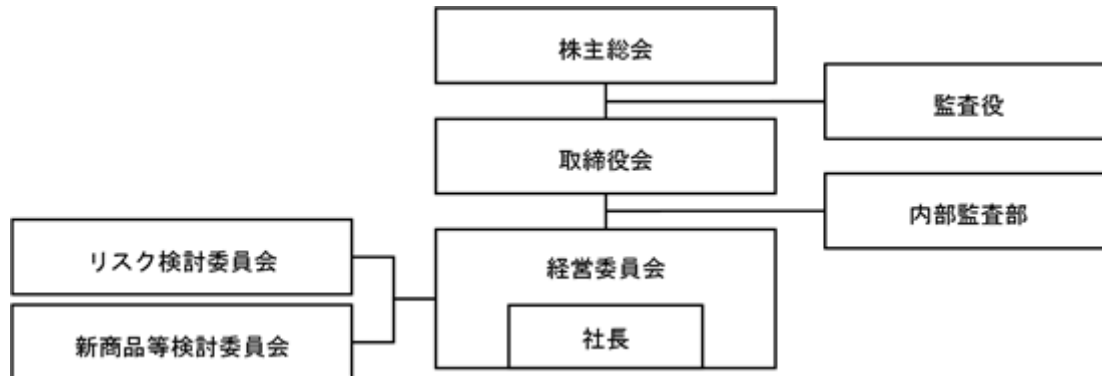 株主総会
監査役
取締役会
内部監査部
リスク検討委員会
経営委員会
社長
新商品等検討委員会